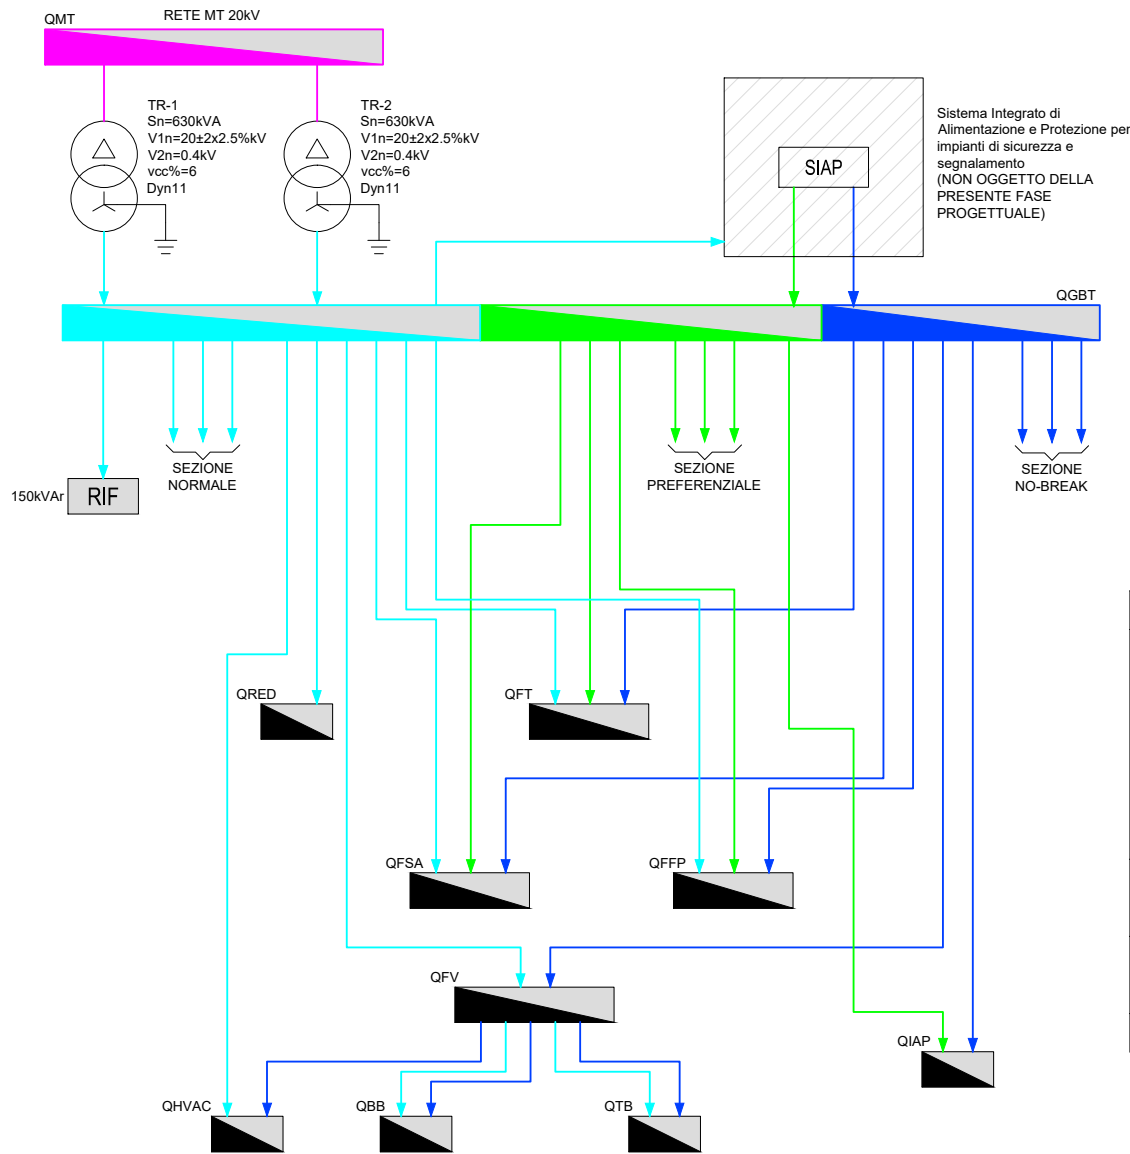 QMT
RETE MT 20kV
TR-1
Sn=630kVA
V1n=20±2x2.5%kV
V2n=0.4kV
vcc%=6
Dyn11
TR-2
Sn=630kVA
V1n=20±2x2.5%kV
V2n=0.4kV
vcc%=6
Dyn11
SIAP
Sistema Integrato di
Alimentazione e Protezione per
impianti di sicurezza e
segnalamento
(NON OGGETTO DELLA
PRESENTE FASE
PROGETTUALE)
QGBT
SEZIONE
NORMALE
SEZIONE
PREFERENZIALE
SEZIONE
NO-BREAK
150kVAr
RIF
QRED
QFT
QFSA
QFFP
QFV
QIAP
QHVAC
QBB
QTB